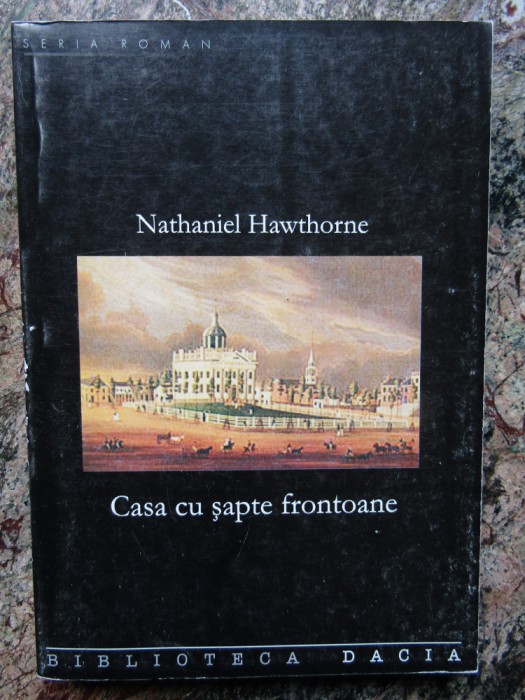 SERIA ROMAN
Nathaniel Hawthorne
Casa cu şapte frontoane
BIBLIOTECA DACIA